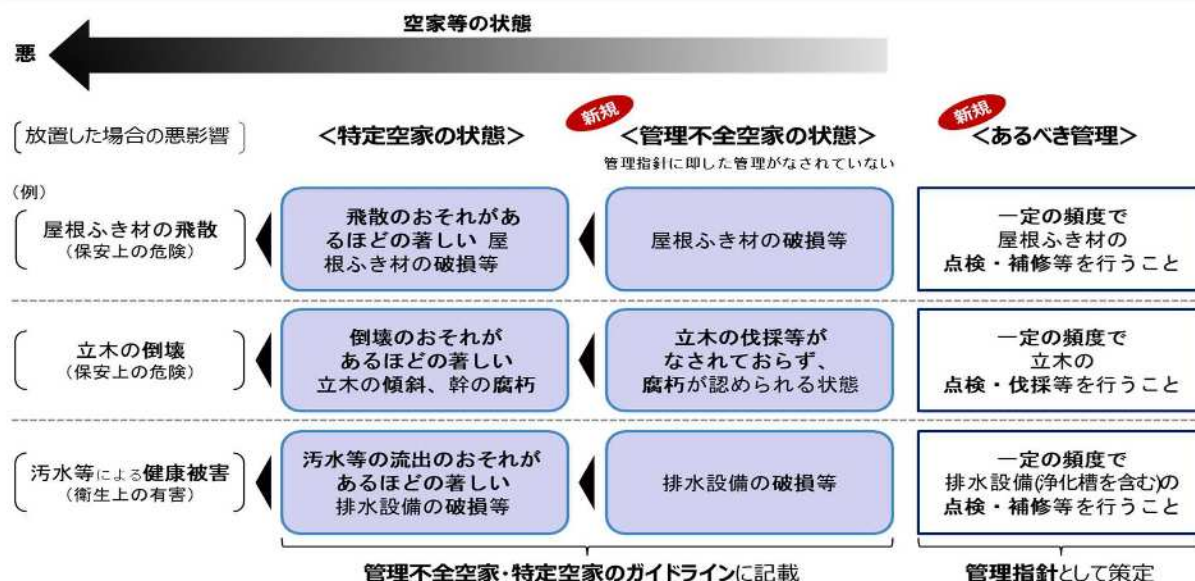 空家等の状態
悪
放置した場合の悪影響
<特定空家の状態>
新規
<管理不全空家の状態>
管理指針に即した管理がなされていない
新規
<あるべき管理>
(例)
屋根ふき材の飛散
(保安上の危険)
飛散のおそれがあ
るほどの著しい 屋
根ふき材の破損等
屋根ふき材の破損等
一定の頻度で
屋根ふき材の
点検・補修等を行うこと
立木の倒壊
(保安上の危険)
倒壊のおそれが
あるほどの著しい
立木の傾斜、幹の腐朽
立木の伐採等が
なされておらず、
腐朽が認められる状態
一定の頻度で
立木の
点検・伐採等を行うこと
汚水等による健康被害
(衛生上の有害)
汚水等の流出のおそれが
あるほどの著しい
排水設備の破損等
排水設備の破損等
一定の頻度で
排水設備(浄化槽を含む)の
点検・補修等を行うこと
管理不全空家・特定空家のガイドラインに記載
管理指針として策定